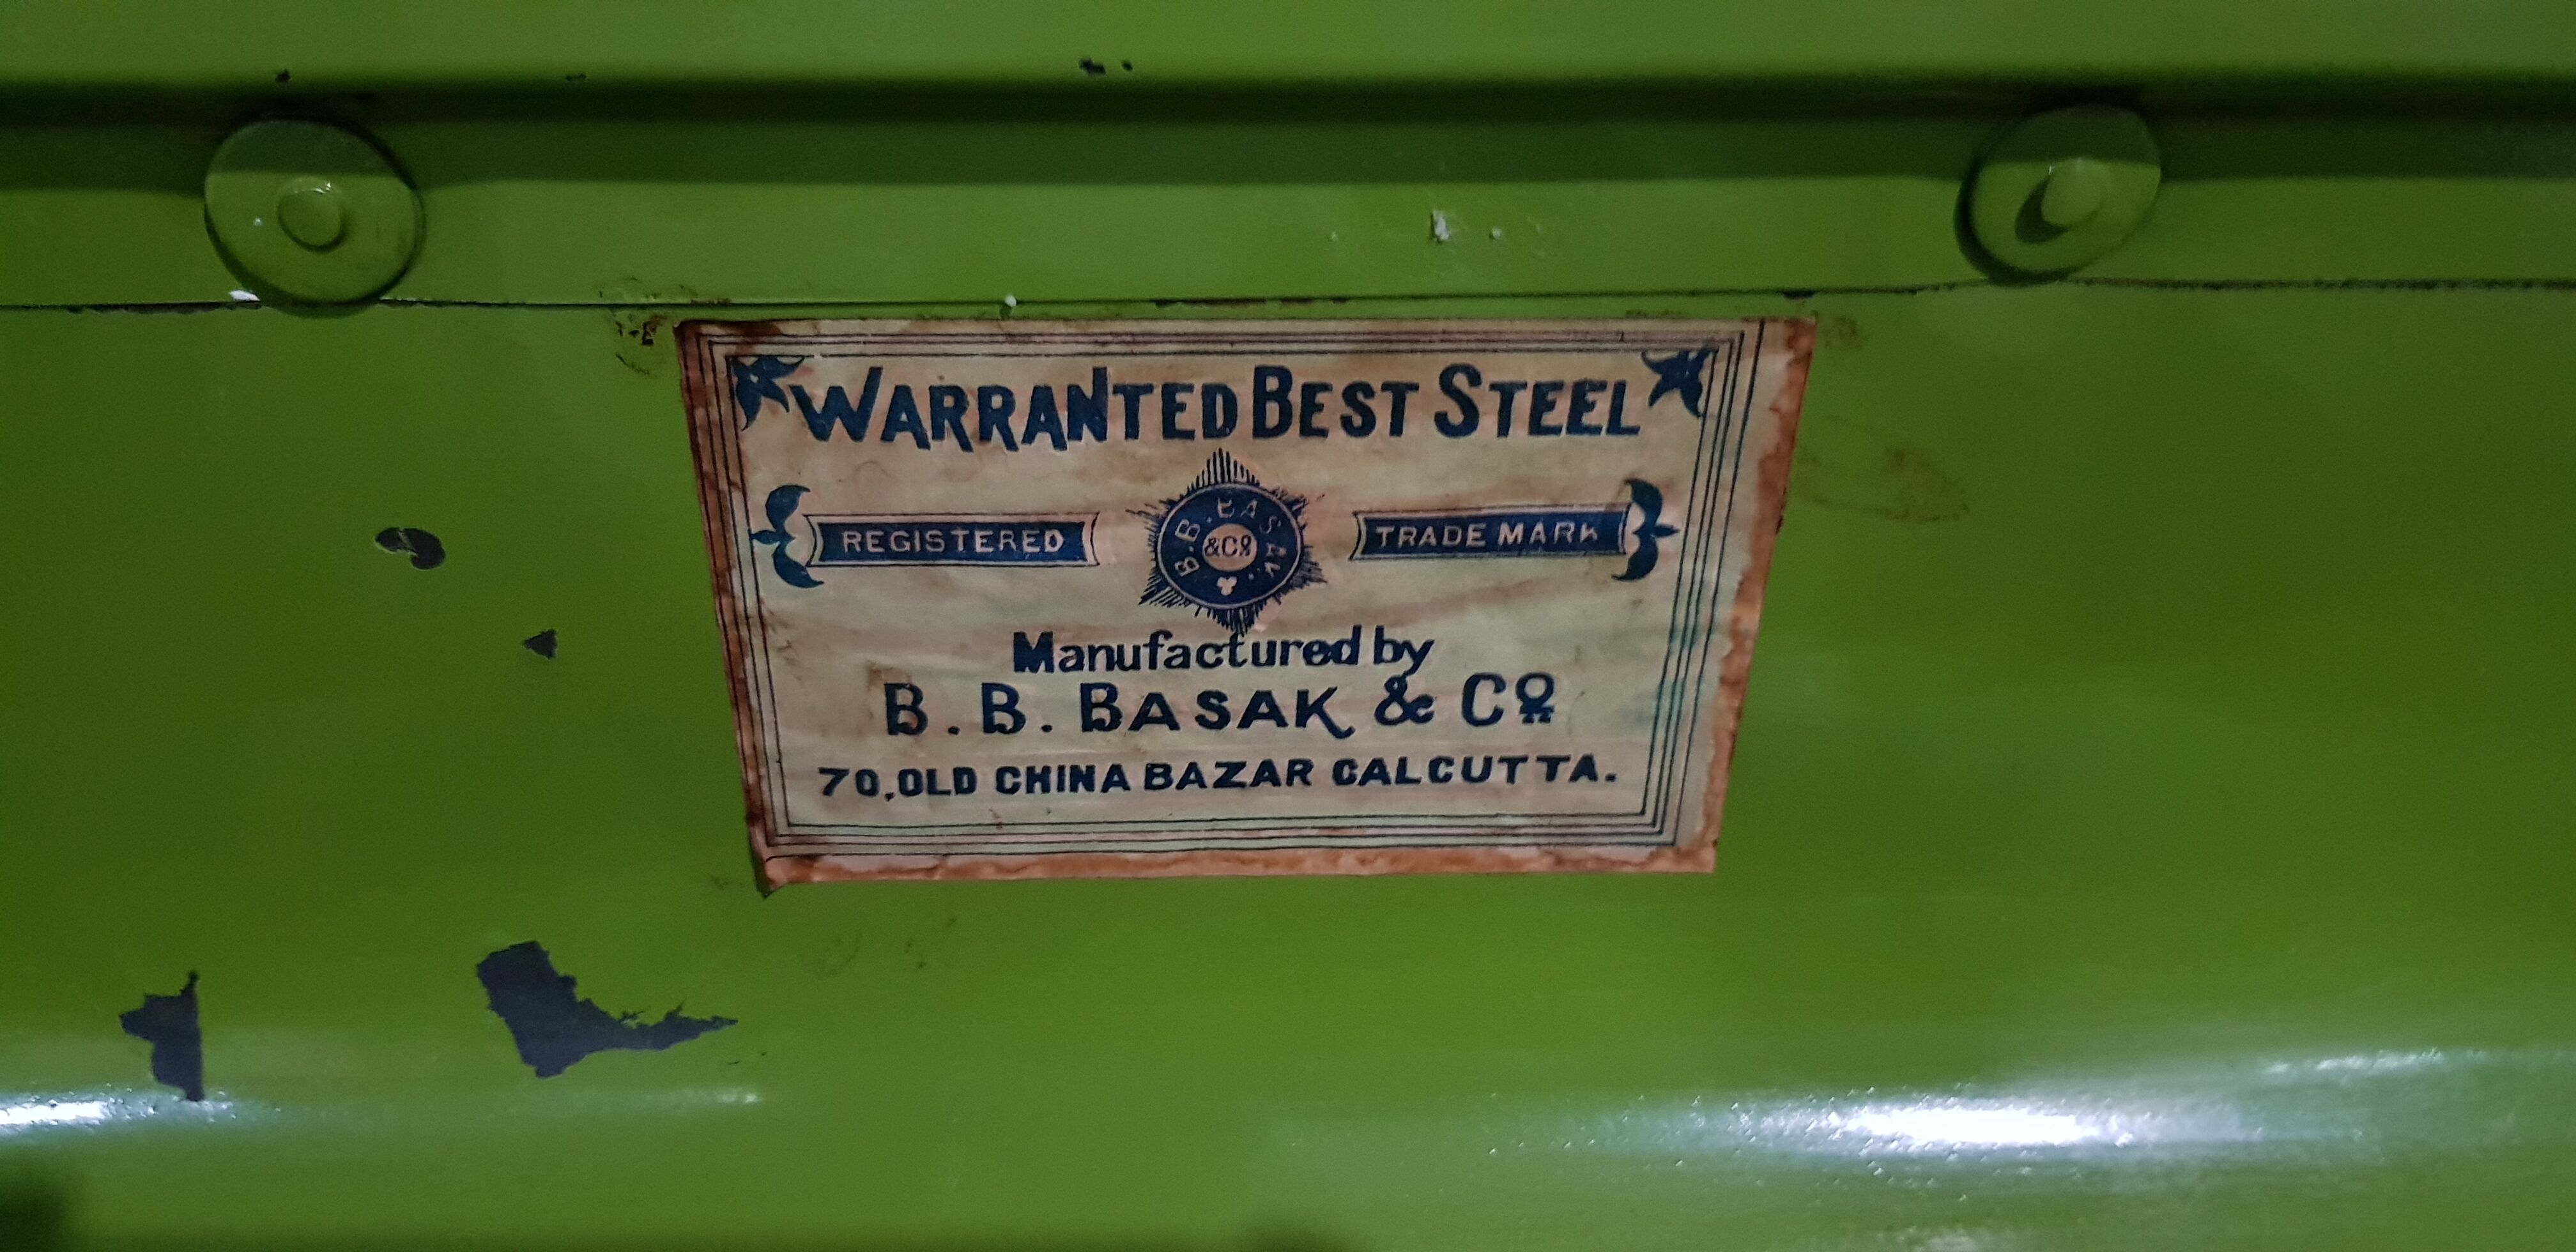 WARRANTED BEST STEEL
REGISTERED
B.B. BASAK.
&Co
TRADE MARK
Manufactured by
B. B. BASAK & Co
70, OLD CHINA BAZAR CALCUTTA.